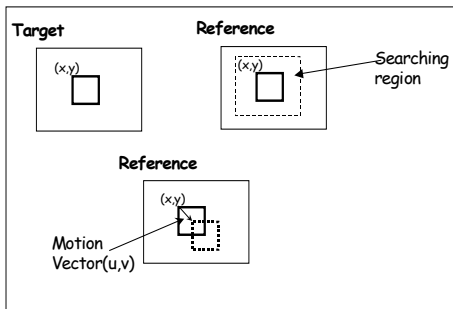 Target
Reference
(x,y)
(x,y)
Searching
region
Reference
(x,y)
Motion
Vector(u,v)